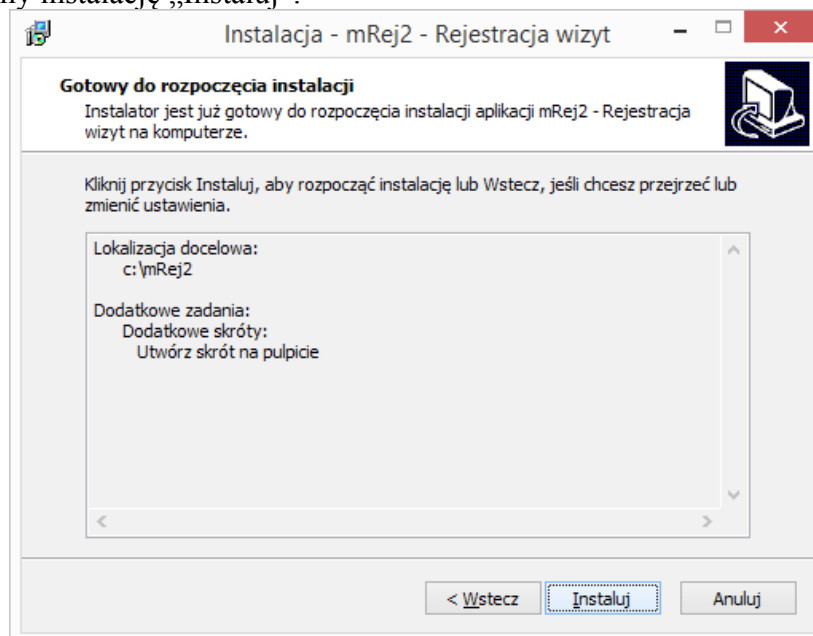 instalację „Instaluj”.
Instalacja - mRej2 - Rejestracja wizyt
Gotowy do rozpoczęcia instalacji
Instalator jest już gotowy do rozpoczęcia instalacji aplikacji mRej2 - Rejestracja
wizyt na komputerze.
Kliknij przycisk Instaluj, aby rozpocząć instalację lub Wstecz, jeśli chcesz przejrzeć lub
zmienić ustawienia.
Lokalizacja docelowa:
c:\mRej2
Dodatkowe zadania:
Dodatkowe skróty:
Utwórz skrót na pulpicie
< Wstecz Instaluj Anuluj